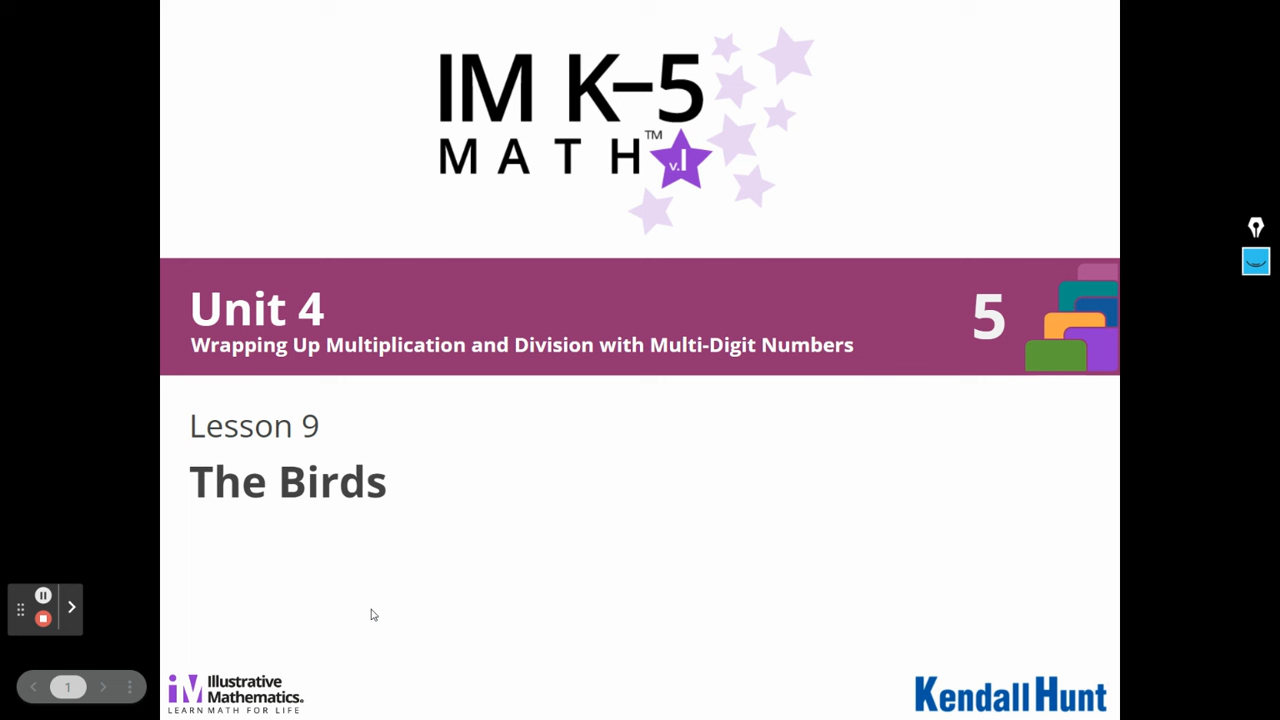 IM K–5
MATH™
v.I
Unit 4
Wrapping Up Multiplication and Division with Multi-Digit Numbers
5
Lesson 9
The Birds
1
iM Illustrative
Mathematics.
LEARN MATH FOR LIFE
Kendall Hunt